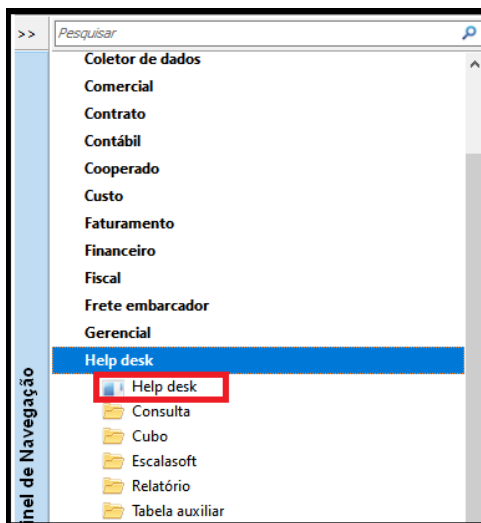 >>
Pesquisar
Coletor de dados
Comercial
Contrato
Contábil
Cooperado
Custo
Faturamento
Financeiro
Fiscal
Frete embarcador
Gerencial
Help desk
Help desk
Consulta
Cubo
Escalasoft
Relatório
Tabela auxiliar
inel de Navegação